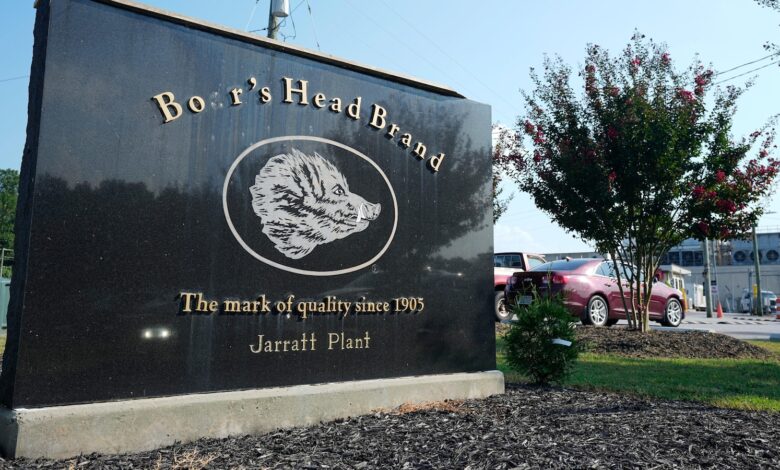 Boar's Head Brand
The mark of quality since 1905
Jarratt Plant